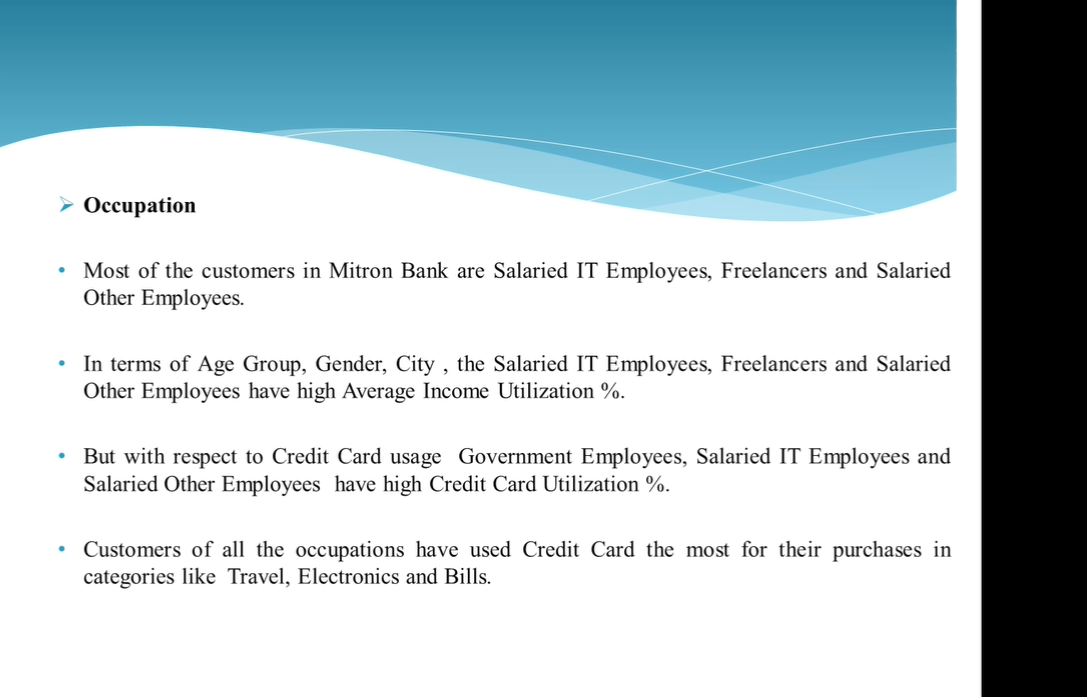 Occupation
Most of the customers in Mitron Bank are Salaried IT Employees, Freelancers and Salaried
Other Employees.
In terms of Age Group, Gender, City , the Salaried IT Employees, Freelancers and Salaried
Other Employees have high Average Income Utilization %.
But with respect to Credit Card usage  Government Employees, Salaried IT Employees and
Salaried Other Employees  have high Credit Card Utilization %.
Customers of all the occupations have used Credit Card the most for their purchases in
categories like  Travel, Electronics and Bills.